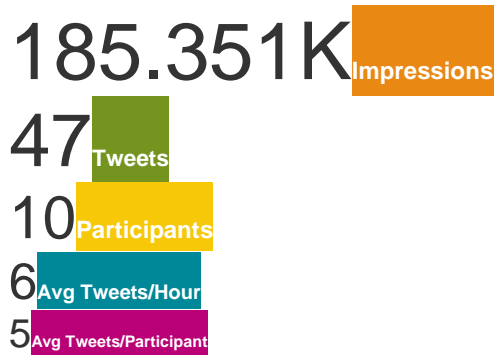 185.351K Impressions
47 Tweets
10 Participants
6 Avg Tweets/Hour
5 Avg Tweets/Participant